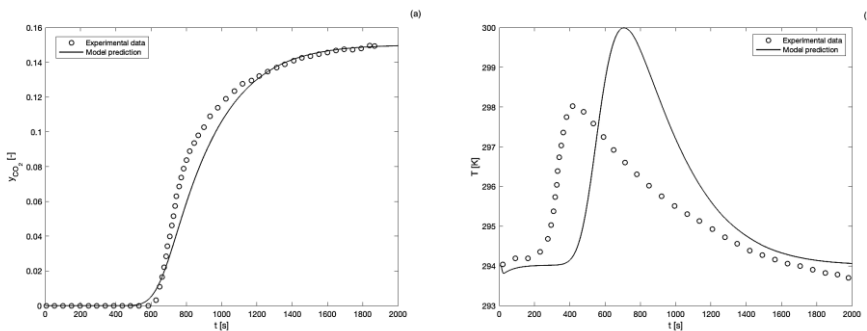 (a)
(
0.16
0.14
0.12
0.1
0.08
0.06
0.04
0.02
0
yCO2 [-]
0 200 400 600 800 1000 1200 1400 1600 1800 2000
t [s]
Experimental data
Model prediction
300
299
298
297
296
295
294
293
T [K]
0 200 400 600 800 1000 1200 1400 1600 1800 2000
t [s]
Experimental data
Model prediction